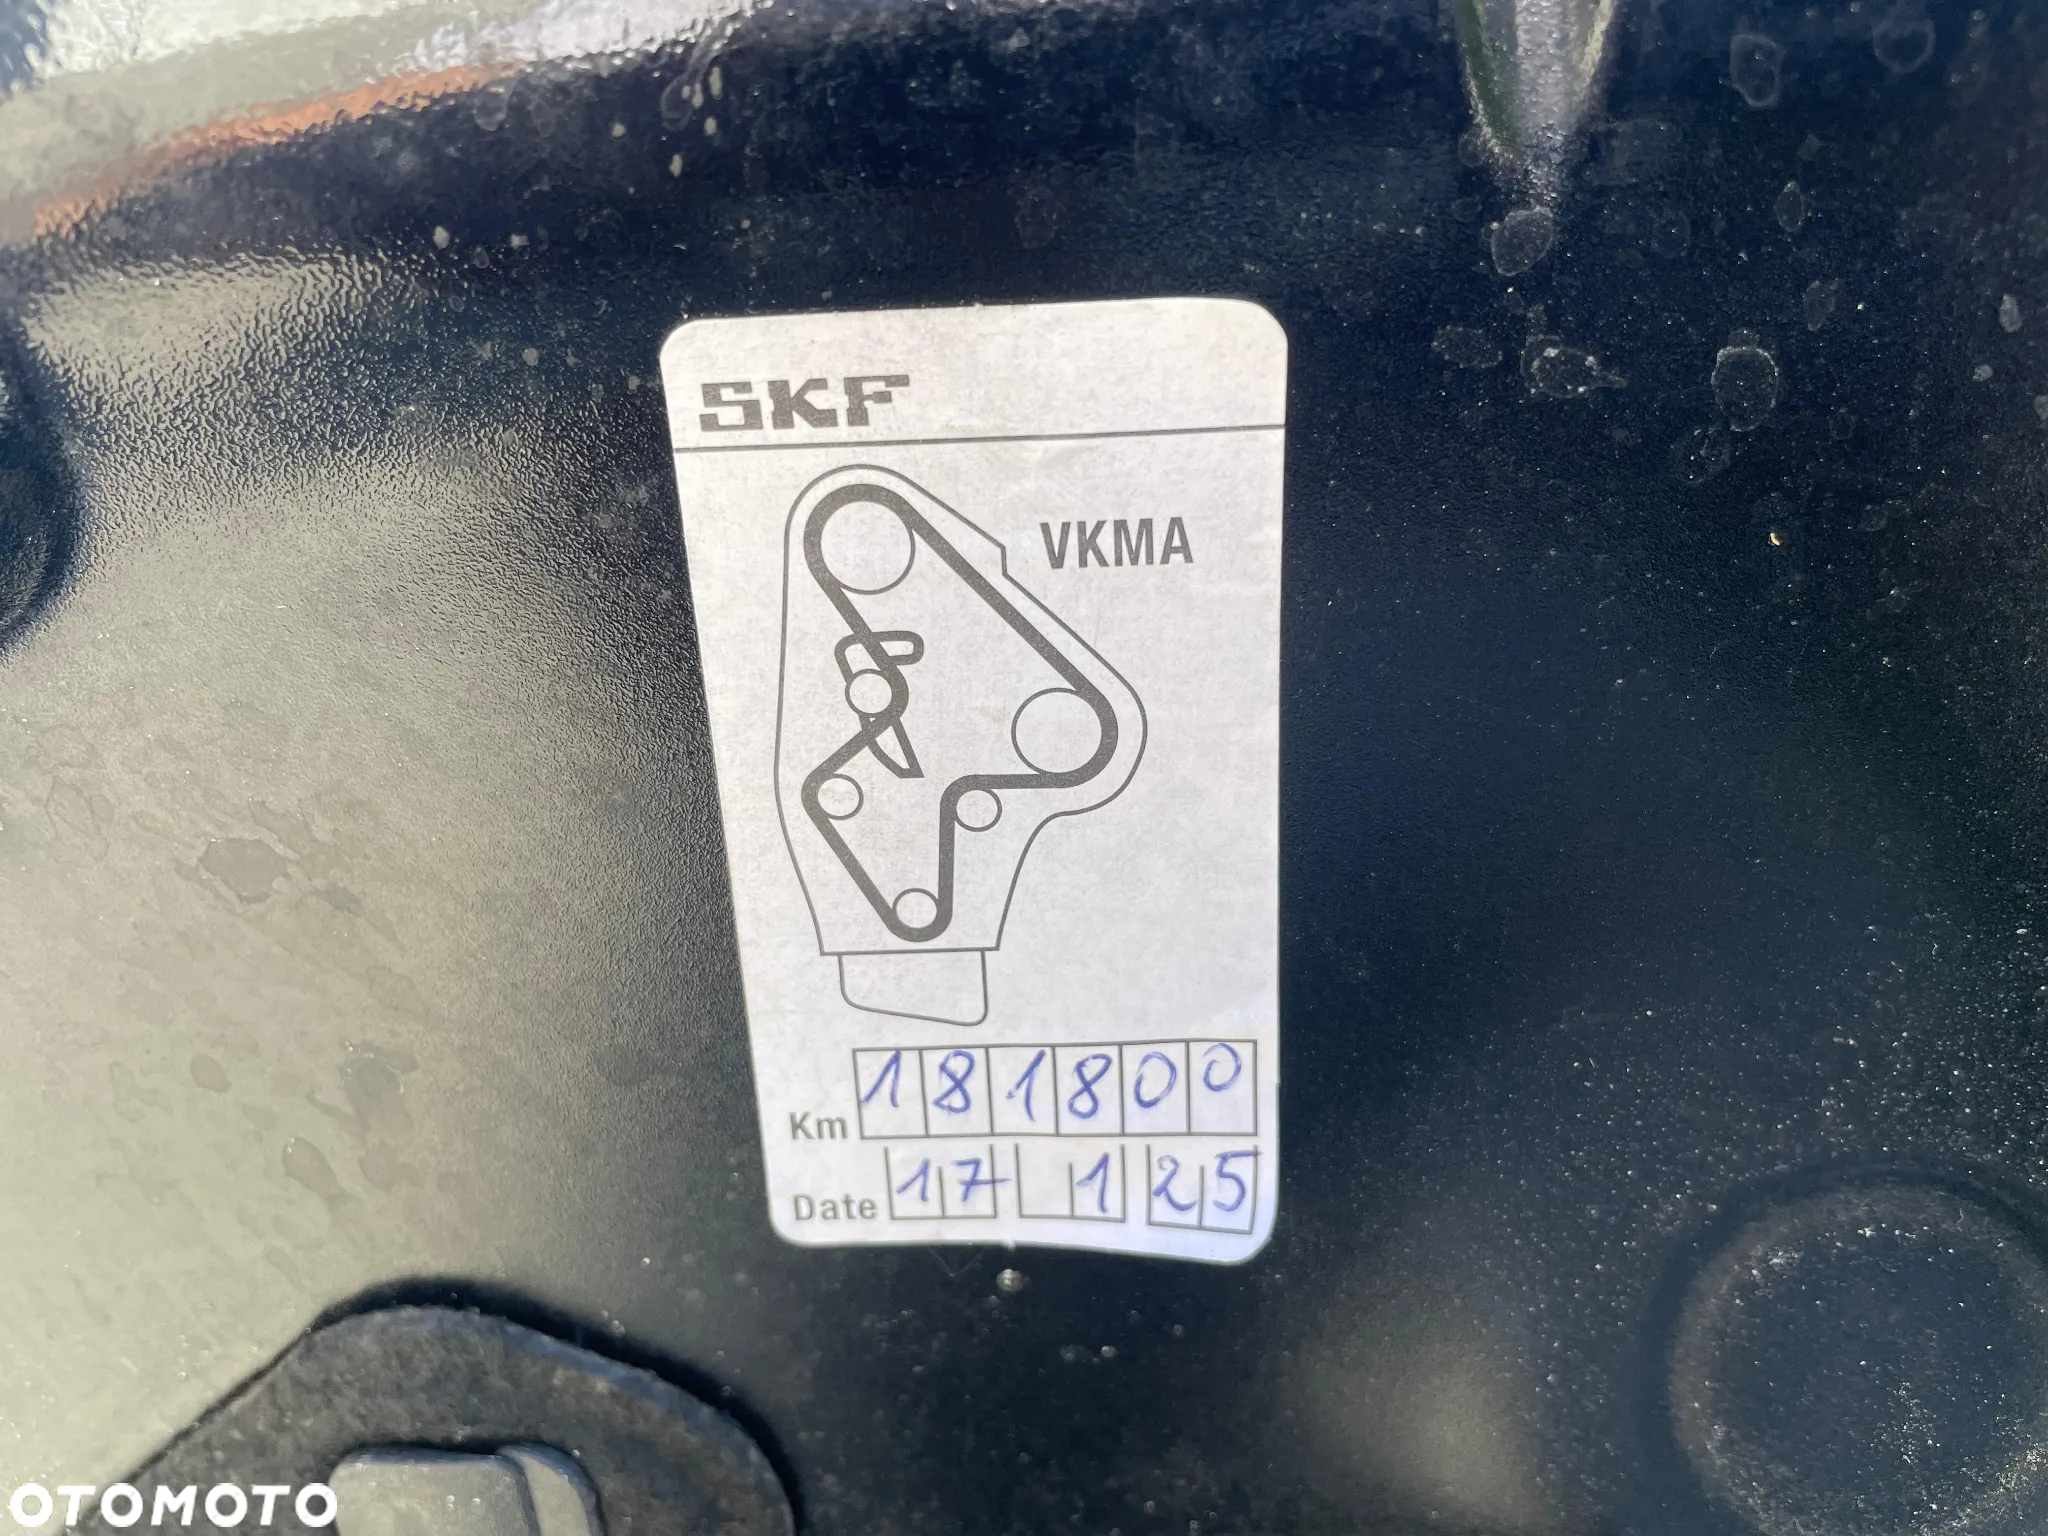 SKF
VKMA
Km 181800
Date 17 1 25
OTOMOTO